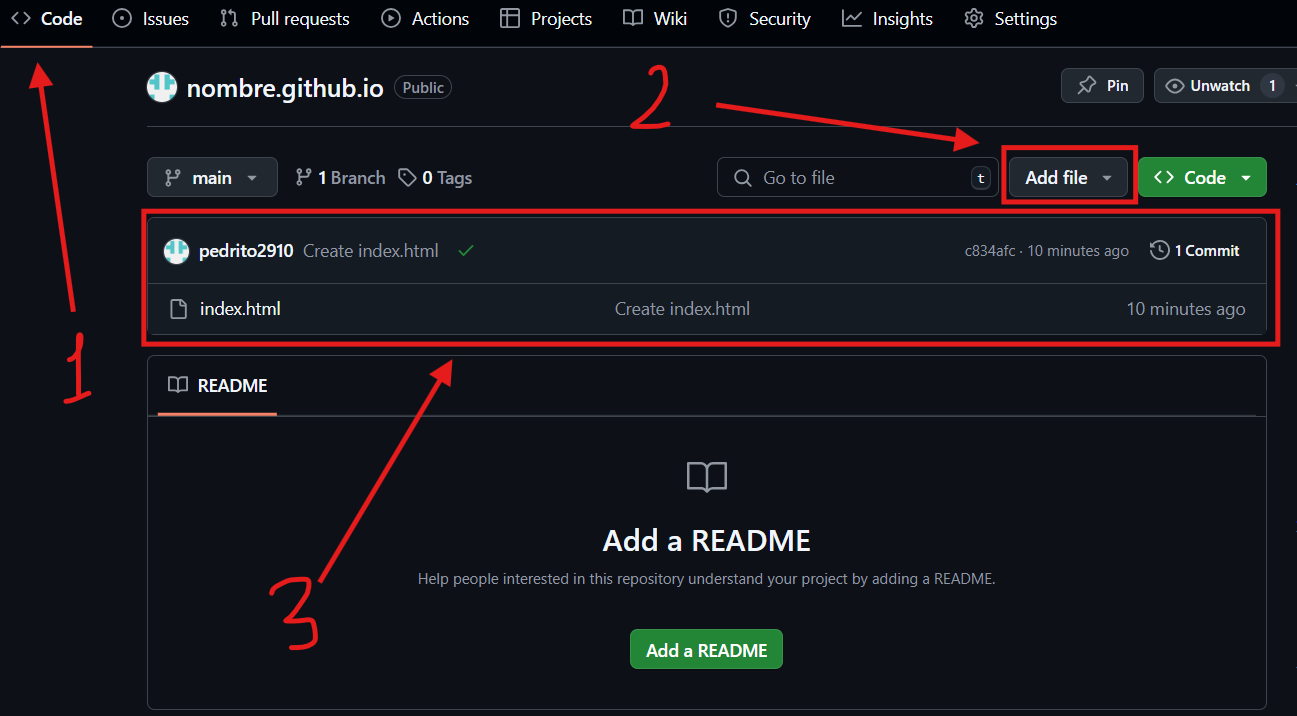 Code Issues Pull requests Actions Projects Wiki Security Insights Settings
nombre.github.io Public Pin Unwatch 1
2
main 1 Branch 0 Tags Go to file t Add file Code
pedrito2910 Create index.html c834afc · 10 minutes ago 1 Commit
index.html Create index.html 10 minutes ago
1
README
Add a README
Help people interested in this repository understand your project by adding a README.
3
Add a README